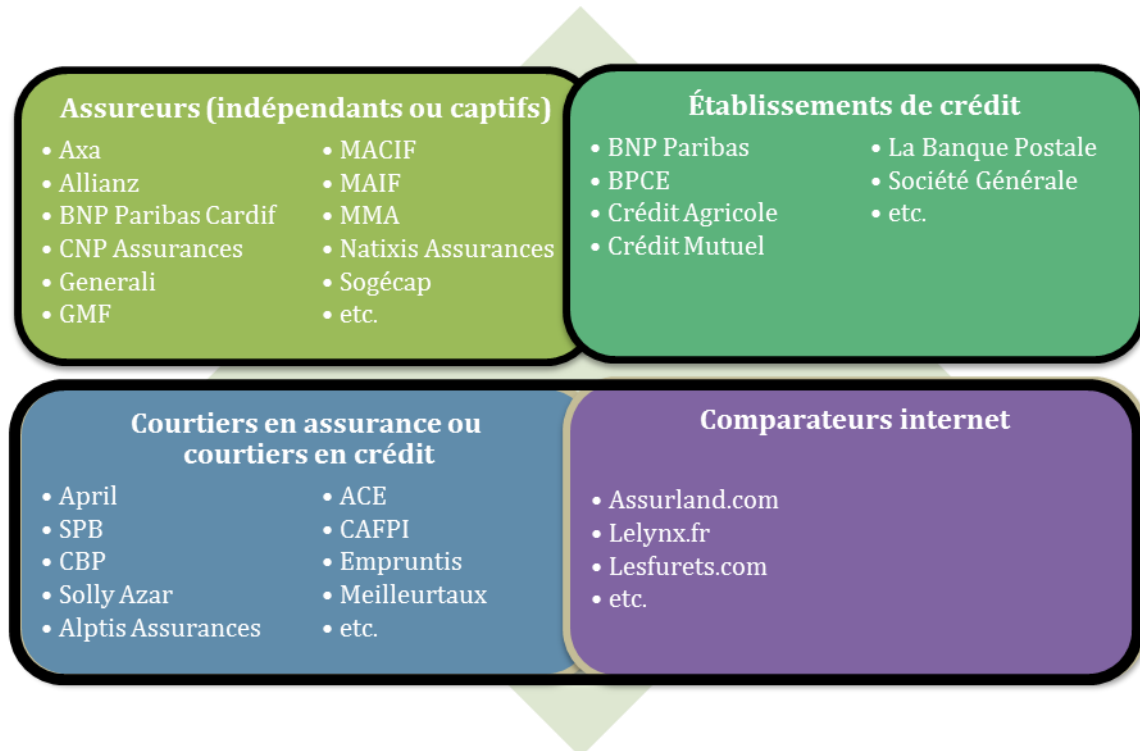 Assureurs (indépendants ou captifs)
• Axa
• Allianz
• BNP Paribas Cardif
• CNP Assurances
• Generali
• GMF
• MACIF
• MAIF
• MMA
• Natixis Assurances
• Sogécap
• etc.
Établissements de crédit
• BNP Paribas
• BPCE
• Crédit Agricole
• Crédit Mutuel
• La Banque Postale
• Société Générale
• etc.
Courtiers en assurance ou
courtiers en crédit
• April
• SPB
• CBP
• Solly Azar
• Alptis Assurances
• ACE
• CAFPI
• Empruntis
• Meilleurtaux
• etc.
Comparateurs internet
• Assurland.com
• Lelynx.fr
• Lesfurets.com
• etc.